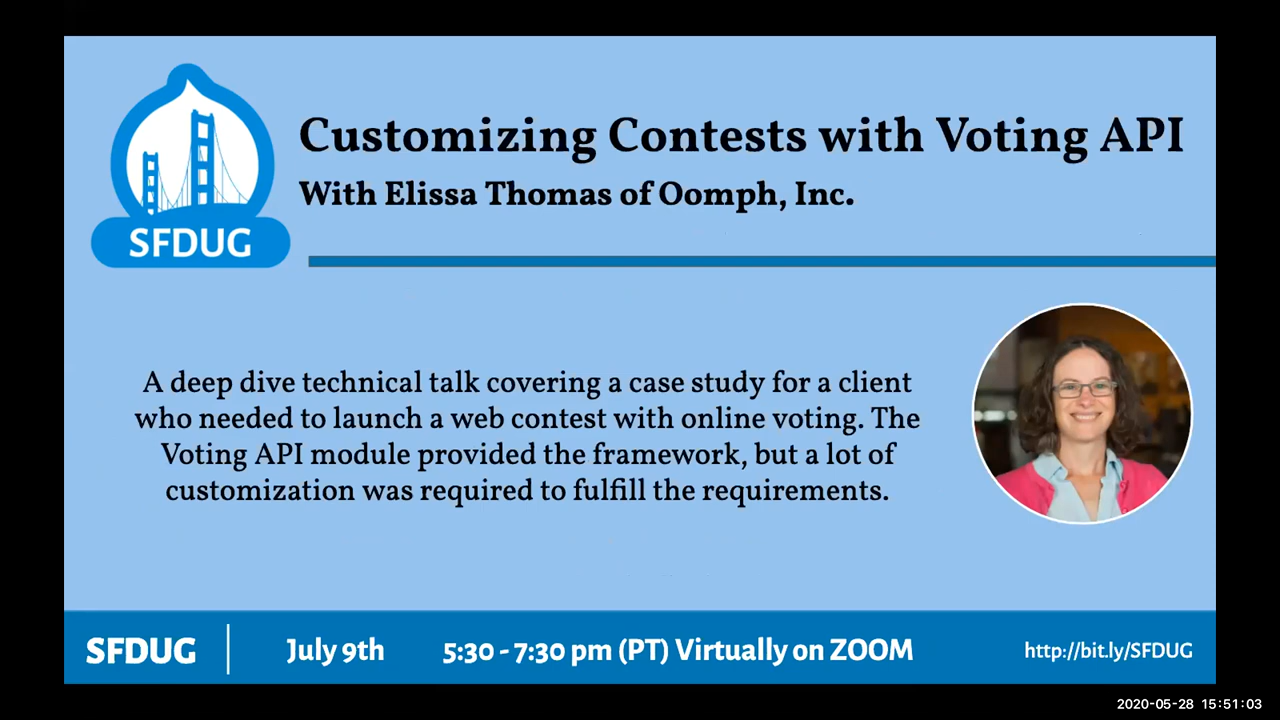 Customizing Contests with Voting API
With Elissa Thomas of Oomph, Inc.
SFDUG
A deep dive technical talk covering a case study for a client
who needed to launch a web contest with online voting. The
Voting API module provided the framework, but a lot of
customization was required to fulfill the requirements.
SFDUG
July 9th
5:30 - 7:30 pm (PT) Virtually on ZOOM
http://bit.ly/SFDUG
2020-05-28 15:51:03